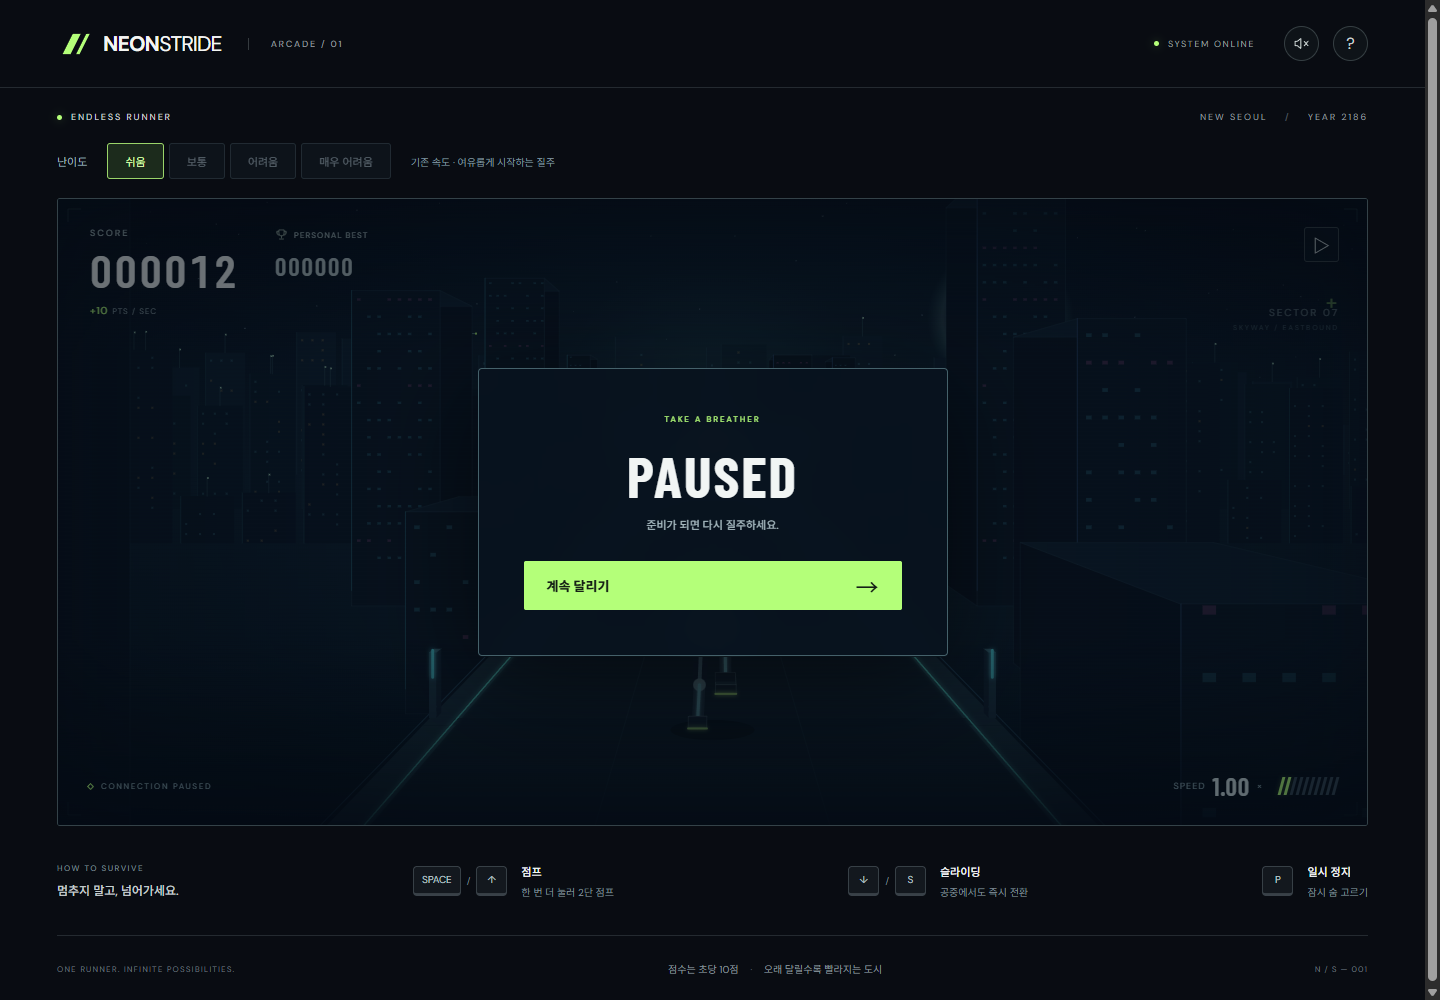 NEONSTRIDE
ARCADE / 01
SYSTEM ONLINE
?
ENDLESS RUNNER
NEW SEOUL / YEAR 2186
난이도
쉬움
보통
어려움
매우 어려움
기존 속도 · 여유롭게 시작하는 질주
SCORE
000012
+10 PTS / SEC
PERSONAL BEST
000000
SECTOR 07
SKYWAY / EASTBOUND
TAKE A BREATHER
PAUSED
준비가 되면 다시 질주하세요.
계속 달리기
CONNECTION PAUSED
SPEED 1.00 ×
HOW TO SURVIVE
멈추지 말고, 넘어가세요.
SPACE / ↑
점프
한 번 더 눌러 2단 점프
↓ / S
슬라이딩
공중에서도 즉시 전환
P
일시 정지
잠시 숨 고르기
ONE RUNNER. INFINITE POSSIBILITIES.
점수는 초당 10점 · 오래 달릴수록 빨라지는 도시
N / S — 001